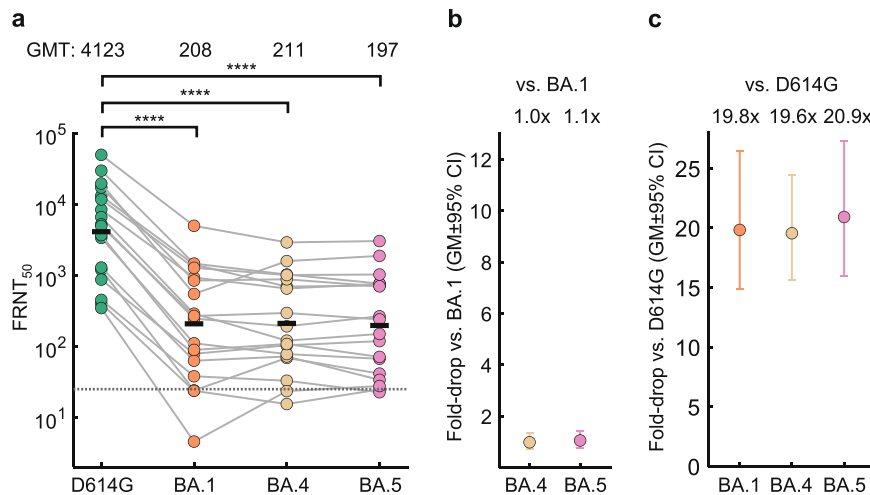 a
GMT: 4123 208 211 197
****
****
****
10^5
10^4
10^3
10^2
10^1
FRNT50
D614G BA.1 BA.4 BA.5
b
vs. BA.1
1.0x 1.1x
12
10
8
6
4
2
Fold-drop vs. BA.1 (GM±95% CI)
BA.4 BA.5
c
vs. D614G
19.8x 19.6x 20.9x
25
20
15
10
5
0
Fold-drop vs. D614G (GM±95% CI)
BA.1 BA.4 BA.5